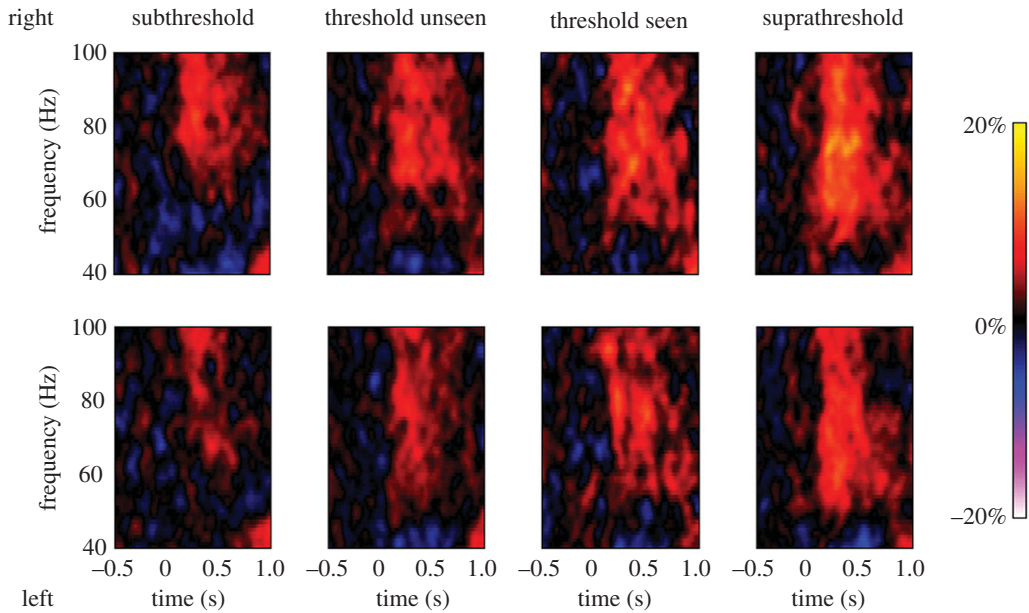 right subthreshold threshold unseen threshold seen suprathreshold
100
80
60
40
frequency (Hz)
20%
0%
–20%
100
80
60
40
frequency (Hz)
–0.5 0 0.5 1.0 –0.5 0 0.5 1.0 –0.5 0 0.5 1.0 –0.5 0 0.5 1.0
left time (s) time (s) time (s) time (s)